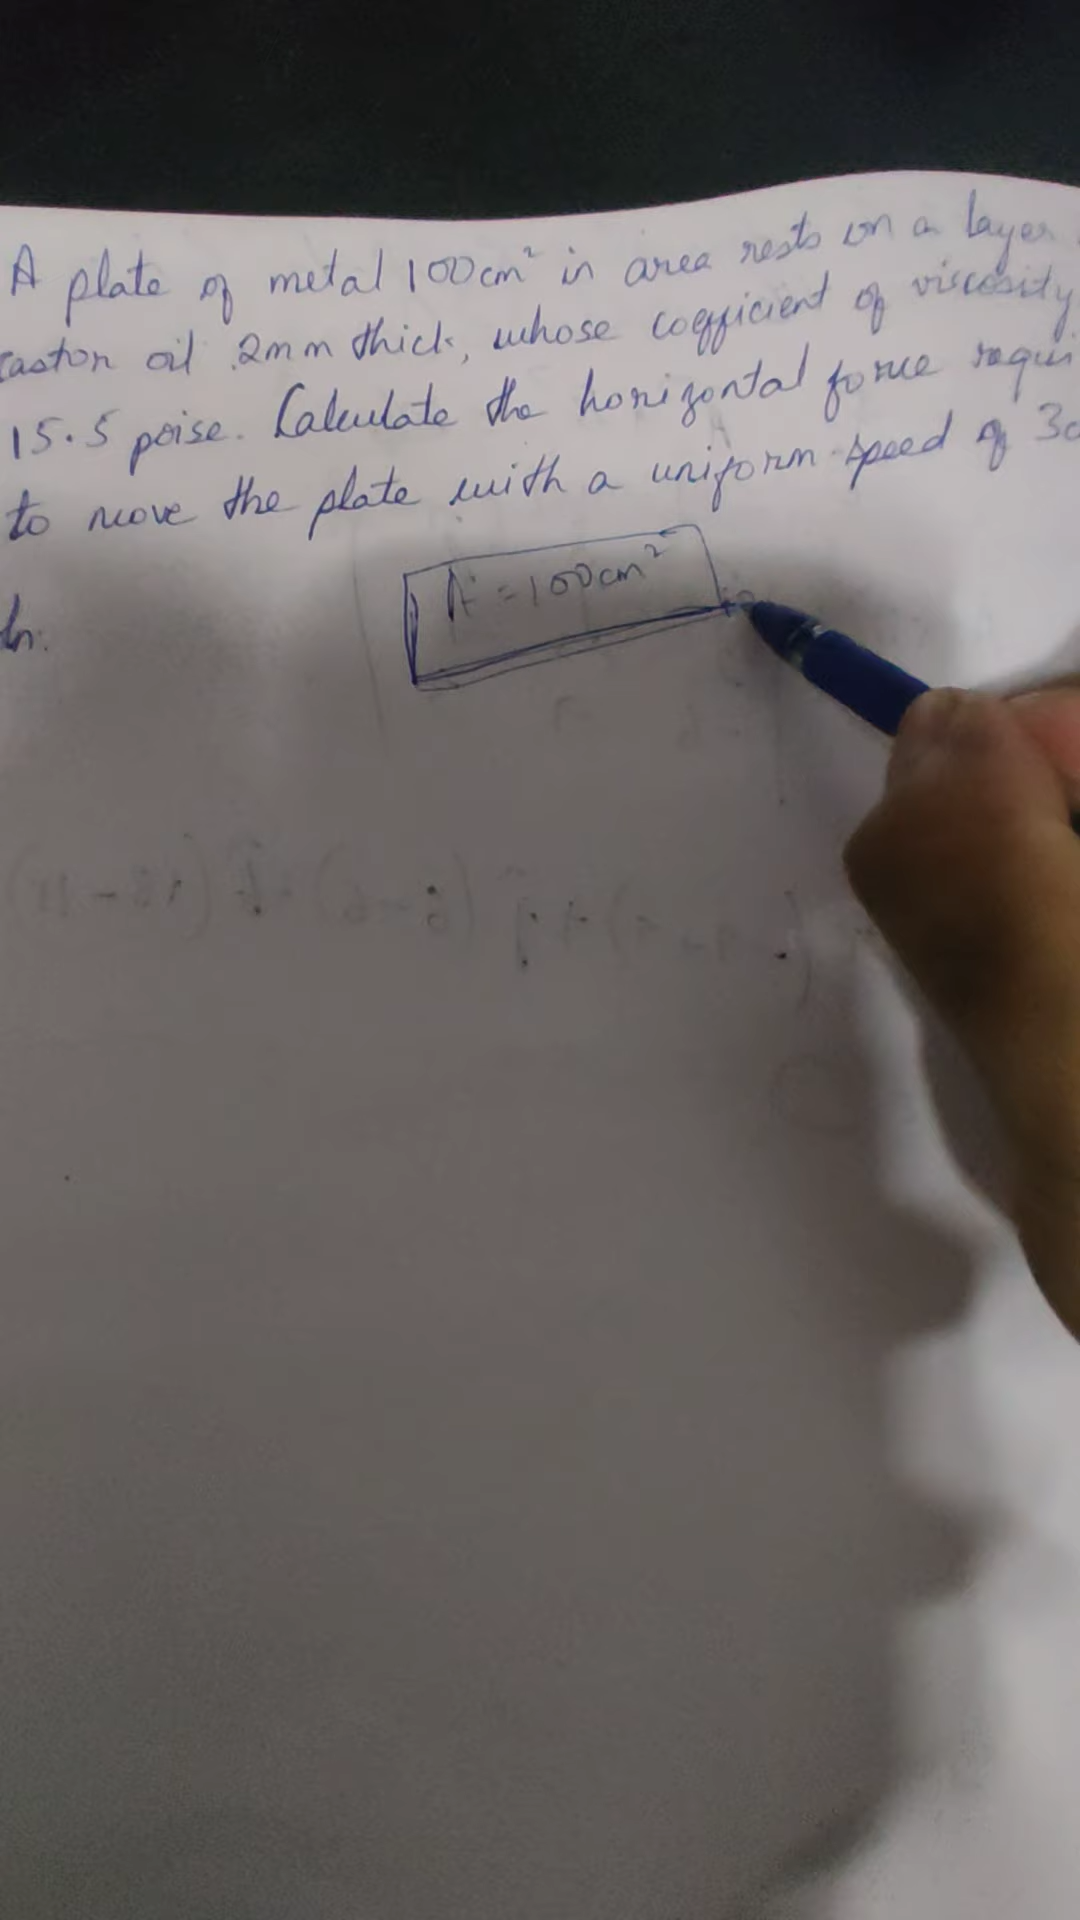 A plate of metal 100cm² in area rests on a layer
castor oil 2mm thick, whose coefficient of viscosity
15.5 poise. Calculate the horizontal force requi
to move the plate with a uniform speed of 3c
ln:
A = 100cm²